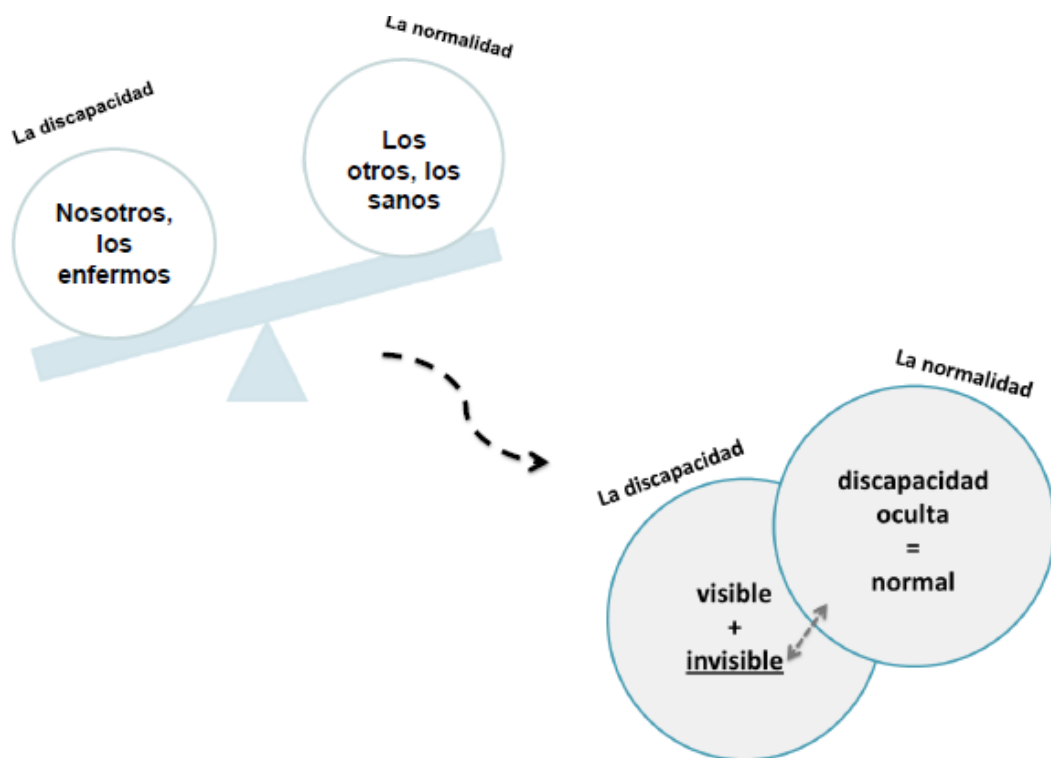 La normalidad
La discapacidad
Los
otros, los
sanos
Nosotros,
los
enfermos
La normalidad
La discapacidad
discapacidad
oculta
=
normal
visible
+
invisible